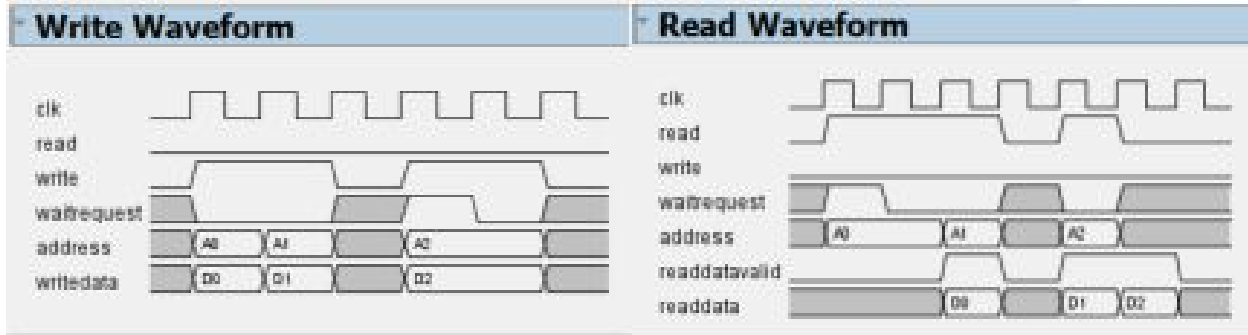 Write Waveform
clk
read
write
waitrequest
address A0 A1 A2
writedata D0 D1 D2
Read Waveform
clk
read
write
waitrequest
address A0 A1 A2
readdatavalid
readdata D0 D1 D2